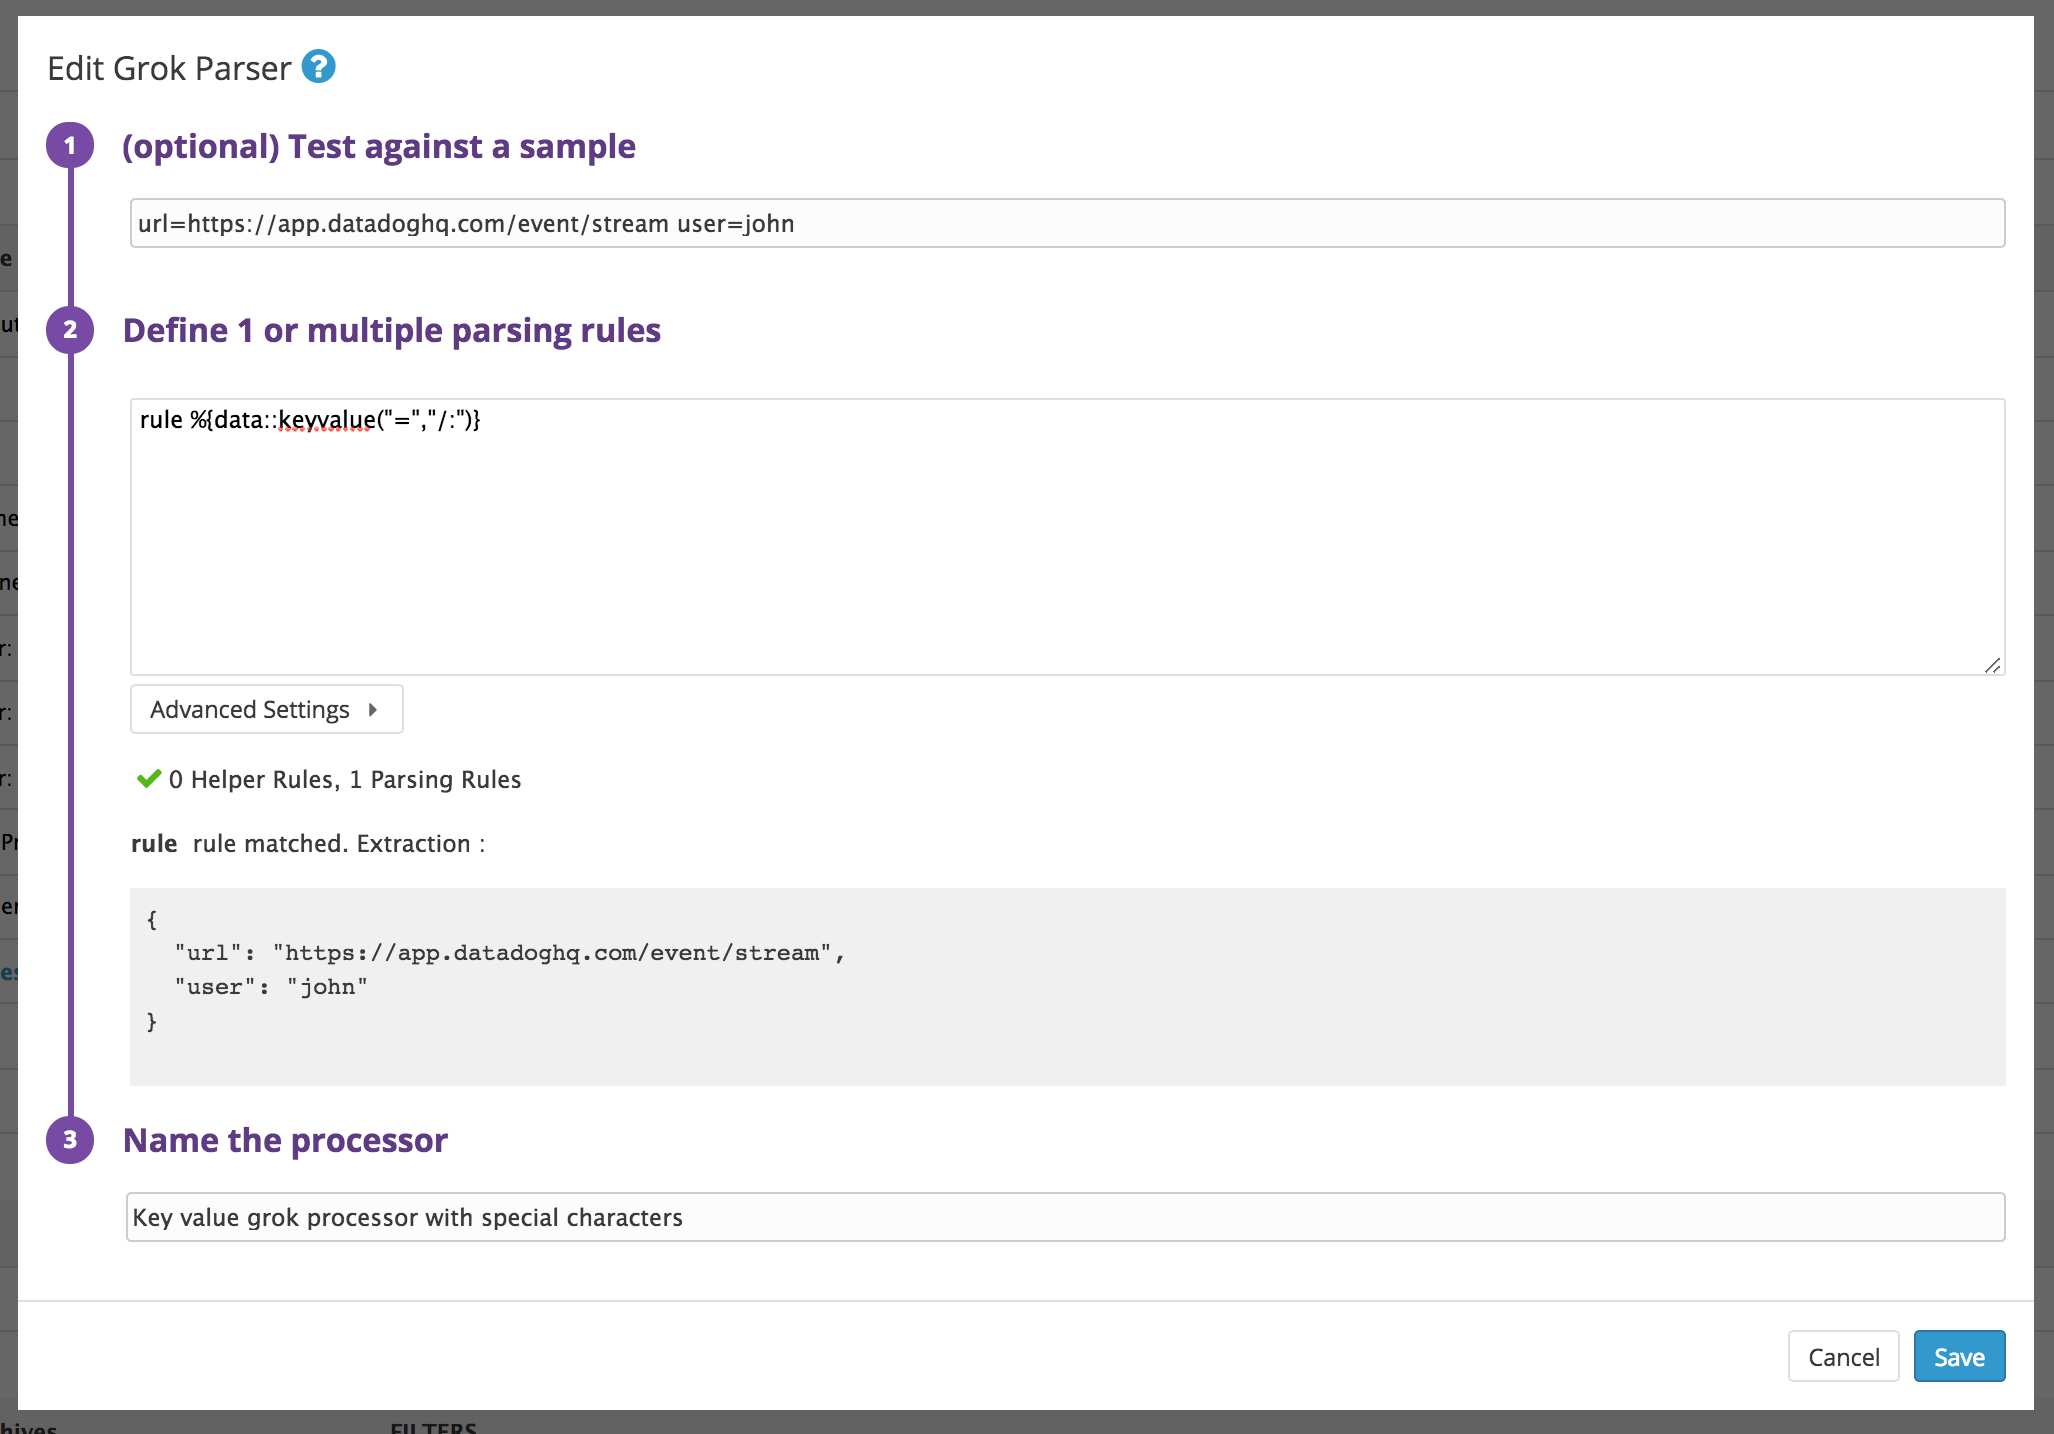 Edit Grok Parser ?
1 (optional) Test against a sample
url=https://app.datadoghq.com/event/stream user=john
2 Define 1 or multiple parsing rules
rule %{data::keyvalue("=","/:")}
Advanced Settings
0 Helper Rules, 1 Parsing Rules
rule rule matched. Extraction :
{
"url": "https://app.datadoghq.com/event/stream",
"user": "john"
}
3 Name the processor
Key value grok processor with special characters
Cancel Save
FILTERS